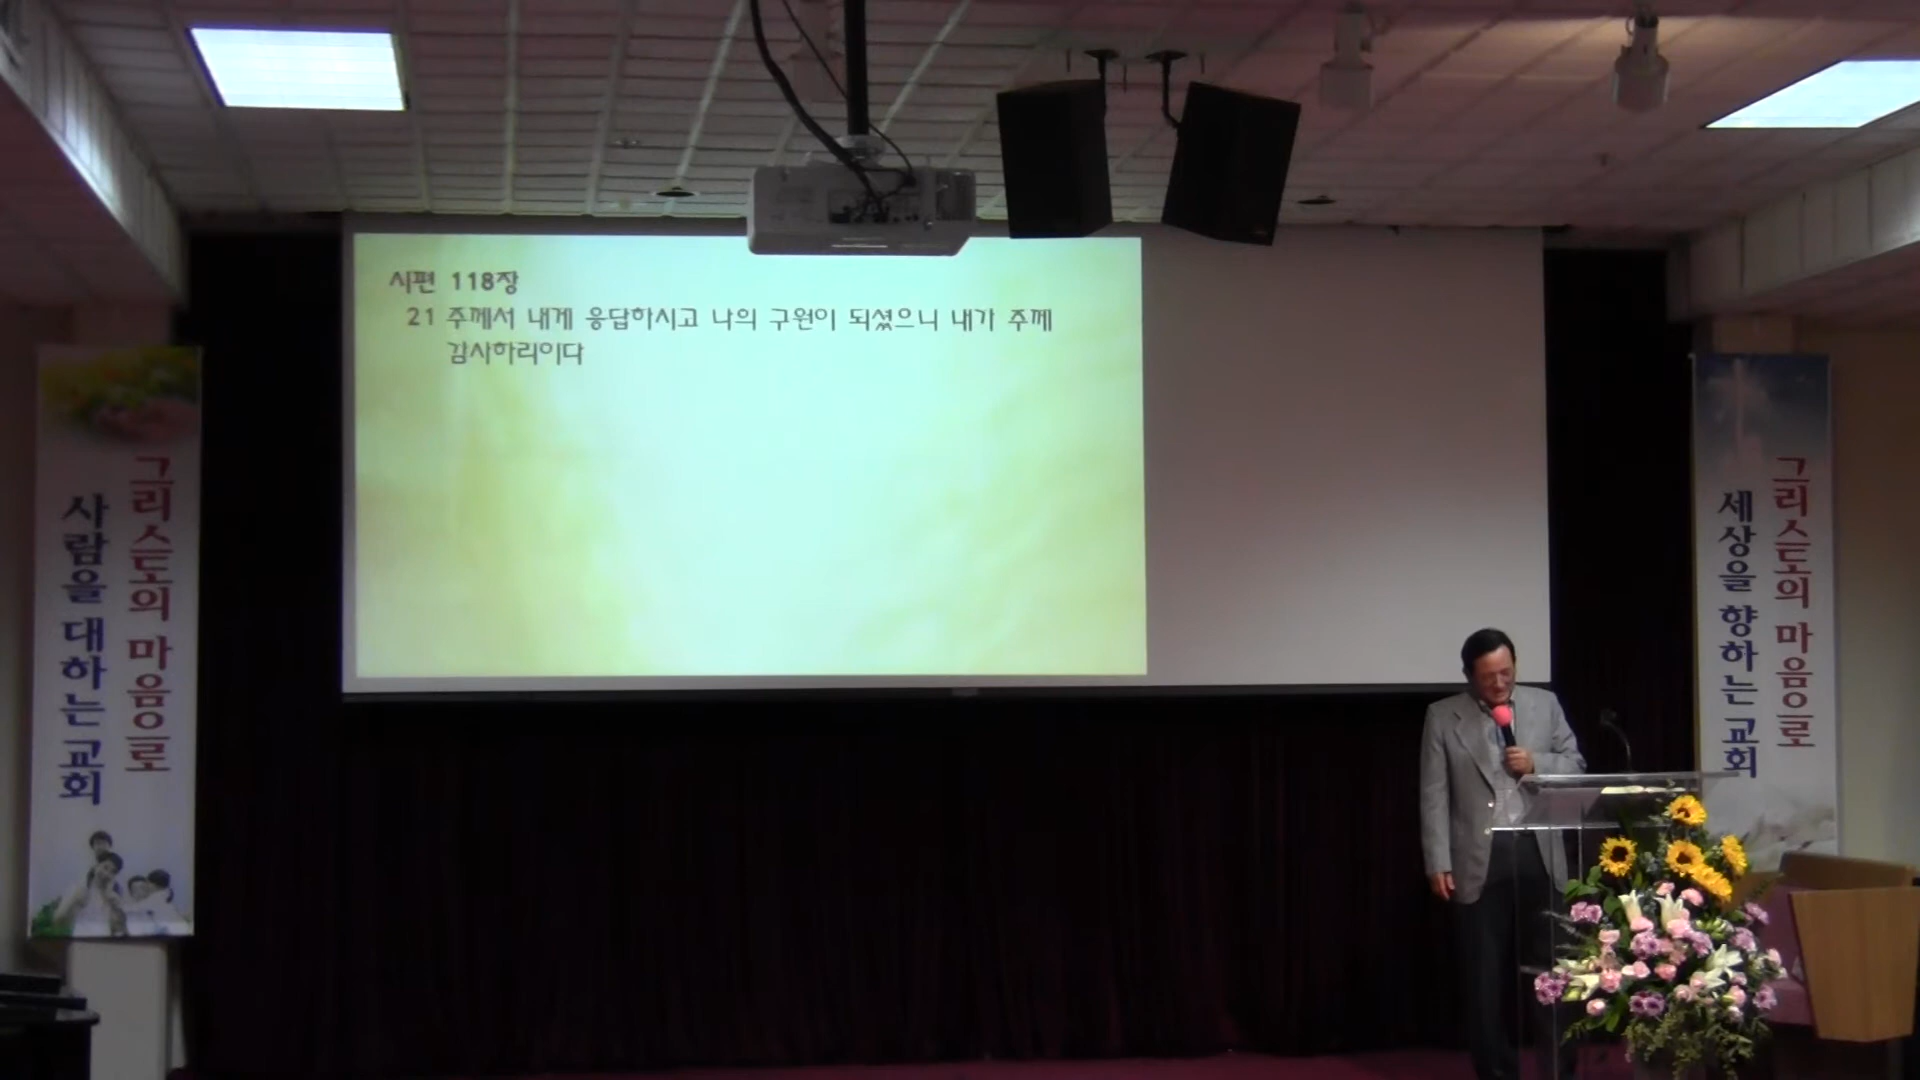 시편 118장
21 주께서 내게 응답하시고 나의 구원이 되셨으니 내가 주께
감사하리이다
그리스도의 마음으로
사람을 대하는 교회
그리스도의 마음으로
세상을 향하는 교회